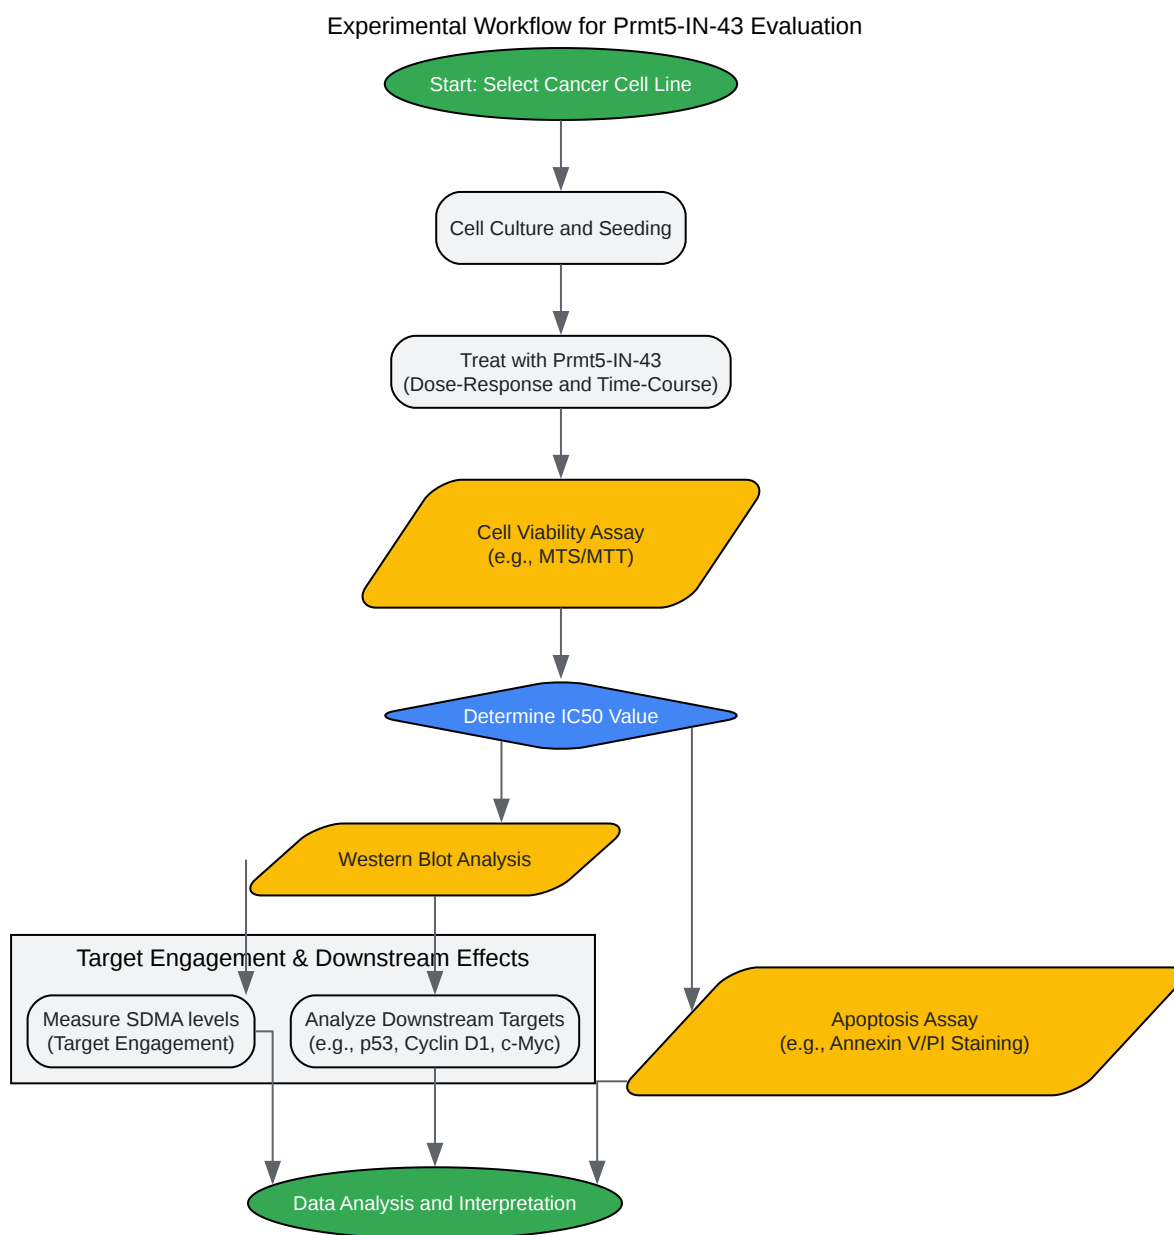 Experimental Workflow for Prmt5-IN-43 Evaluation
Start: Select Cancer Cell Line
Cell Culture and Seeding
Treat with Prmt5-IN-43
(Dose-Response and Time-Course)
Cell Viability Assay
(e.g., MTS/MTT)
Determine IC50 Value
Western Blot Analysis
Target Engagement & Downstream Effects
Measure SDMA levels
(Target Engagement)
Analyze Downstream Targets
(e.g., p53, Cyclin D1, c-Myc)
Apoptosis Assay
(e.g., Annexin V/PI Staining)
Data Analysis and Interpretation